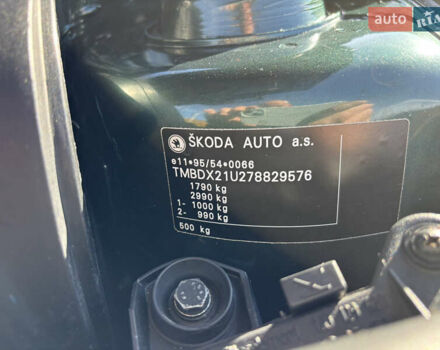 auto RIA
ŠKODA AUTO a.s.
e11*95/54*0066
TMBDX21U278829576
1790 kg
2990 kg
1- 1000 kg
2- 990 kg
500 kg